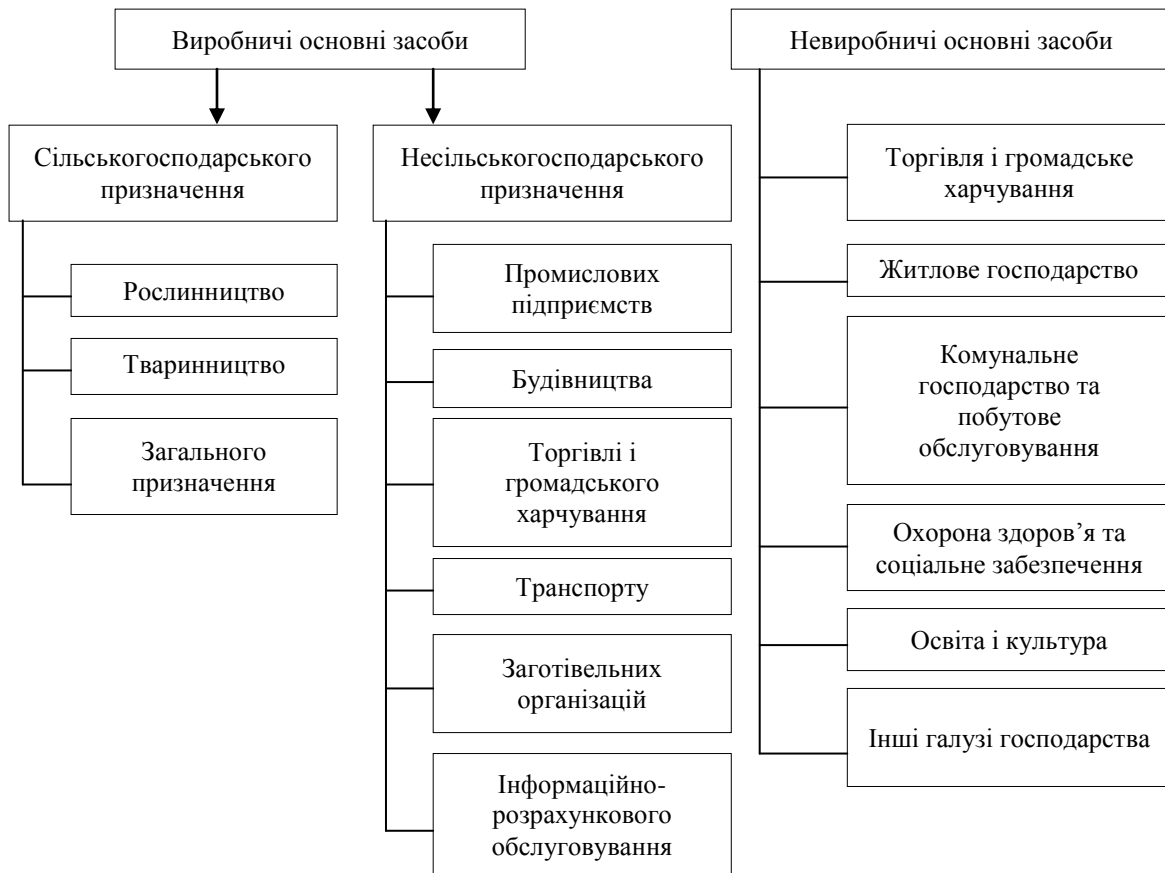 Виробничі основні засоби
Невиробничі основні засоби
Сільськогосподарського
призначення
Несільськогосподарського
призначення
Рослинництво
Тваринництво
Загального
призначення
Промислових
підприємств
Будівництва
Торгівлі і
громадського
харчування
Транспорту
Заготівельних
організацій
Інформаційно-
розрахункового
обслуговування
Торгівля і громадське
харчування
Житлове господарство
Комунальне
господарство та
побутове
обслуговування
Охорона здоров’я та
соціальне забезпечення
Освіта і культура
Інші галузі господарства